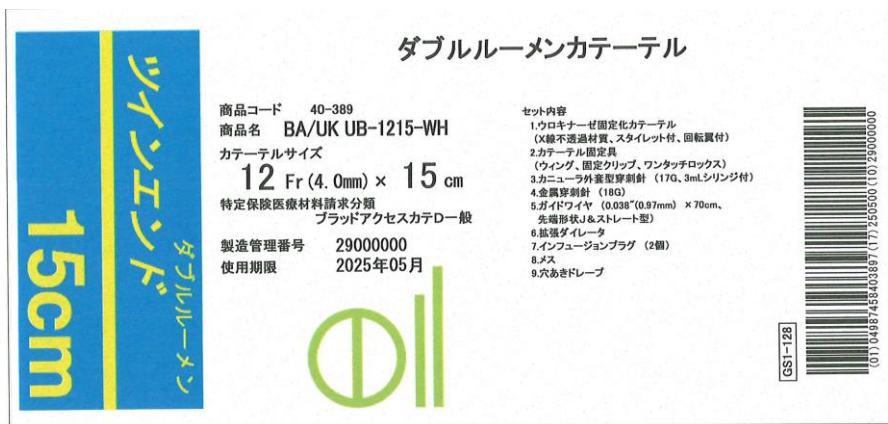 ダブルルーメンカテーテル
ツインエンド
ダブルルーメン
15cm
商品コード 40-389
商品名 BA/UK UB-1215-WH
カテーテルサイズ
12 Fr(4.0mm) × 15 cm
特定保険医療材料請求分類
ブラッドアクセスカテD一般
製造管理番号 29000000
使用期限 2025年05月
セット内容
1.ウロキナーゼ固定化カテーテル
(X線不透過材質、スタイレット付、回転翼付)
2.カテーテル固定具
(ウィング、固定クリップ、ワンタッチロックス)
3.カニューラ外套型穿刺針 (17G、3mLシリンジ付)
4.金属穿刺針 (18G)
5.ガイドワイヤ (0.038"(0.97mm) ×70cm、
先端形状J&ストレート型)
6.拡張ダイレータ
7.インフュージョンプラグ (2個)
8.メス
9.穴あきドレープ
GS1-128
(01)04987458403897(17)250500(10)29000000